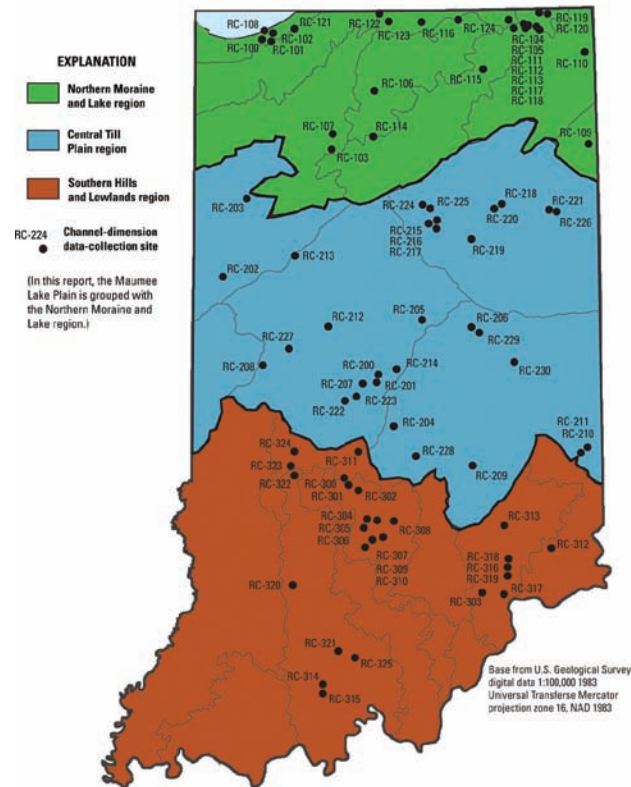 EXPLANATION
Northern Moraine
and Lake region
Central Till
Plain region
Southern Hills
and Lowlands region
RC-224
Channel-dimension
data-collection site
(In this report, the Maumee
Lake Plain is grouped with
the Northern Moraine and
Lake region.)
RC-108
RC-121
RC-122
RC-119
RC-100
RC-102
RC-101
RC-123
RC-116
RC-124
RC-120
RC-104
RC-105
RC-111
RC-112
RC-113
RC-117
RC-118
RC-110
RC-115
RC-106
RC-107
RC-114
RC-103
RC-109
RC-203
RC-224
RC-225
RC-218
RC-221
RC-220
RC-226
RC-215
RC-216
RC-217
RC-219
RC-213
RC-202
RC-212
RC-205
RC-206
RC-229
RC-227
RC-208
RC-200
RC-214
RC-230
RC-207
RC-201
RC-223
RC-222
RC-204
RC-211
RC-210
RC-228
RC-209
RC-324
RC-311
RC-323
RC-322
RC-300
RC-301
RC-302
RC-304
RC-305
RC-308
RC-306
RC-307
RC-309
RC-310
RC-313
RC-312
RC-318
RC-316
RC-319
RC-303
RC-317
RC-320
RC-321
RC-325
RC-314
RC-315
Base from U.S. Geological Survey
digital data 1:100,000 1983
Universal Transferse Mercator
projection zone 16, NAD 1983